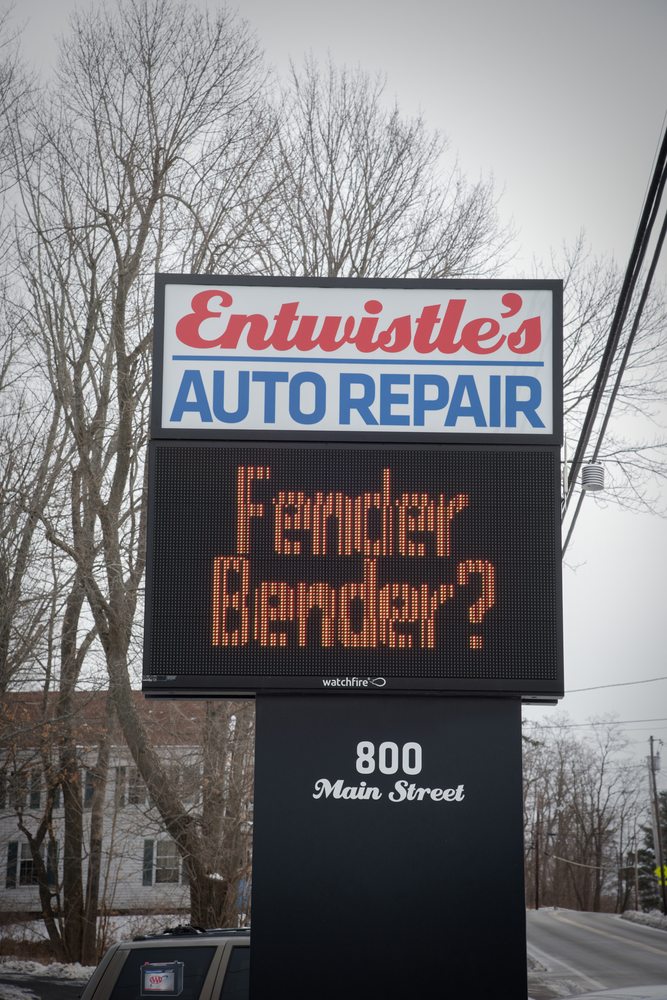 Entwistle's
AUTO REPAIR
Fender
Bender?
watchfire
800
Main Street